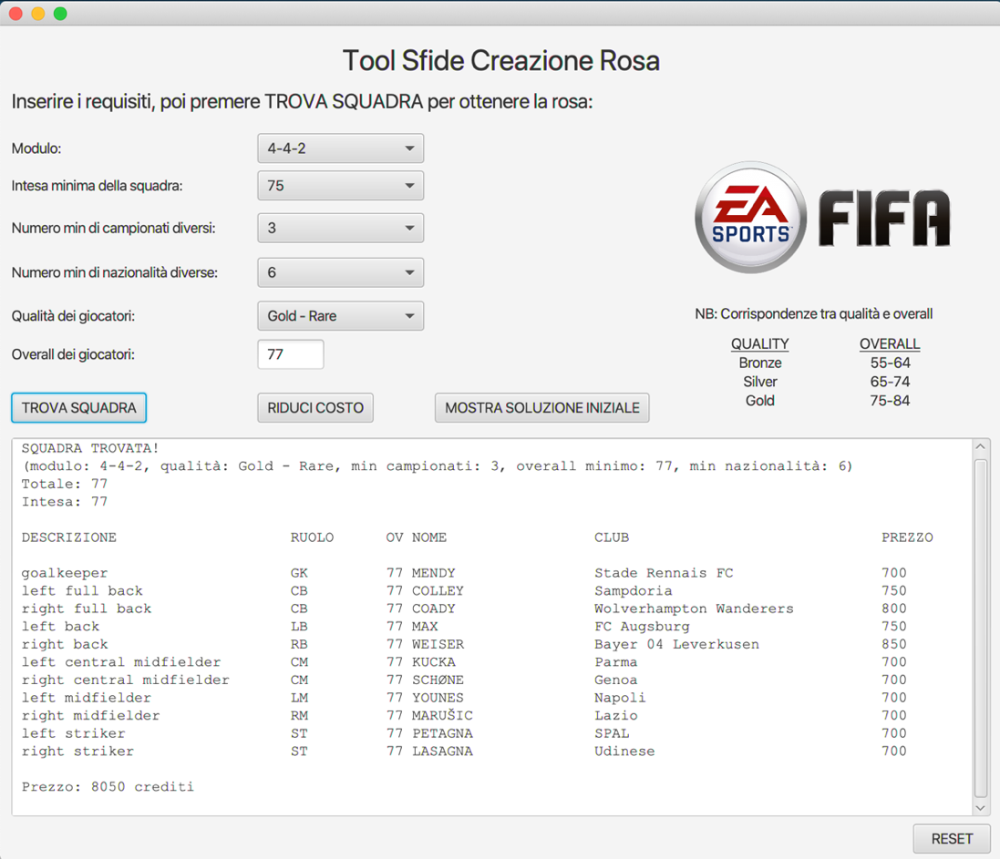 Tool Sfide Creazione Rosa
Inserire i requisiti, poi premere TROVA SQUADRA per ottenere la rosa:
Modulo: 4-4-2
Intesa minima della squadra: 75
Numero min di campionati diversi: 3
Numero min di nazionalità diverse: 6
Qualità dei giocatori: Gold - Rare
Overall dei giocatori: 77
EA
SPORTS
FIFA
NB: Corrispondenze tra qualità e overall
QUALITY OVERALL
Bronze 55-64
Silver 65-74
Gold 75-84
TROVA SQUADRA RIDUCI COSTO MOSTRA SOLUZIONE INIZIALE
SQUADRA TROVATA!
(modulo: 4-4-2, qualità: Gold - Rare, min campionati: 3, overall minimo: 77, min nazionalità: 6)
Totale: 77
Intesa: 77
DESCRIZIONE RUOLO OV NOME CLUB PREZZO
goalkeeper GK 77 MENDY Stade Rennais FC 700
left full back CB 77 COLLEY Sampdoria 750
right full back CB 77 COADY Wolverhampton Wanderers 800
left back LB 77 MAX FC Augsburg 750
right back RB 77 WEISER Bayer 04 Leverkusen 850
left central midfielder CM 77 KUCKA Parma 700
right central midfielder CM 77 SCHØNE Genoa 700
left midfielder LM 77 YOUNES Napoli 700
right midfielder RM 77 MARUŠIC Lazio 700
left striker ST 77 PETAGNA SPAL 700
right striker ST 77 LASAGNA Udinese 700
Prezzo: 8050 crediti
RESET